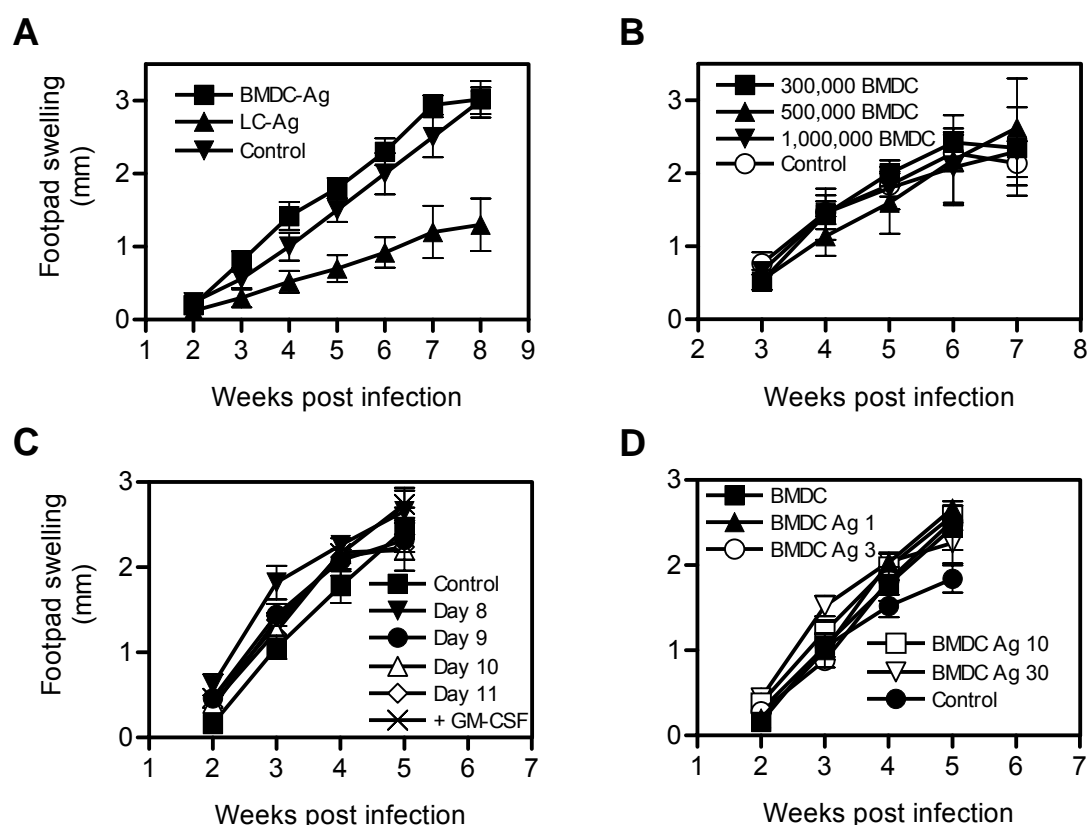 A
Footpad swelling
(mm)
3
2
1
0
BMDC-Ag
LC-Ag
Control
1 2 3 4 5 6 7 8 9
Weeks post infection
B
3
2
1
0
300,000 BMDC
500,000 BMDC
1,000,000 BMDC
Control
2 3 4 5 6 7 8
Weeks post infection
C
Footpad swelling
(mm)
3
2
1
0
Control
Day 8
Day 9
Day 10
Day 11
+ GM-CSF
1 2 3 4 5 6 7
Weeks post infection
D
3
2
1
0
BMDC
BMDC Ag 1
BMDC Ag 3
BMDC Ag 10
BMDC Ag 30
Control
1 2 3 4 5 6 7
Weeks post infection